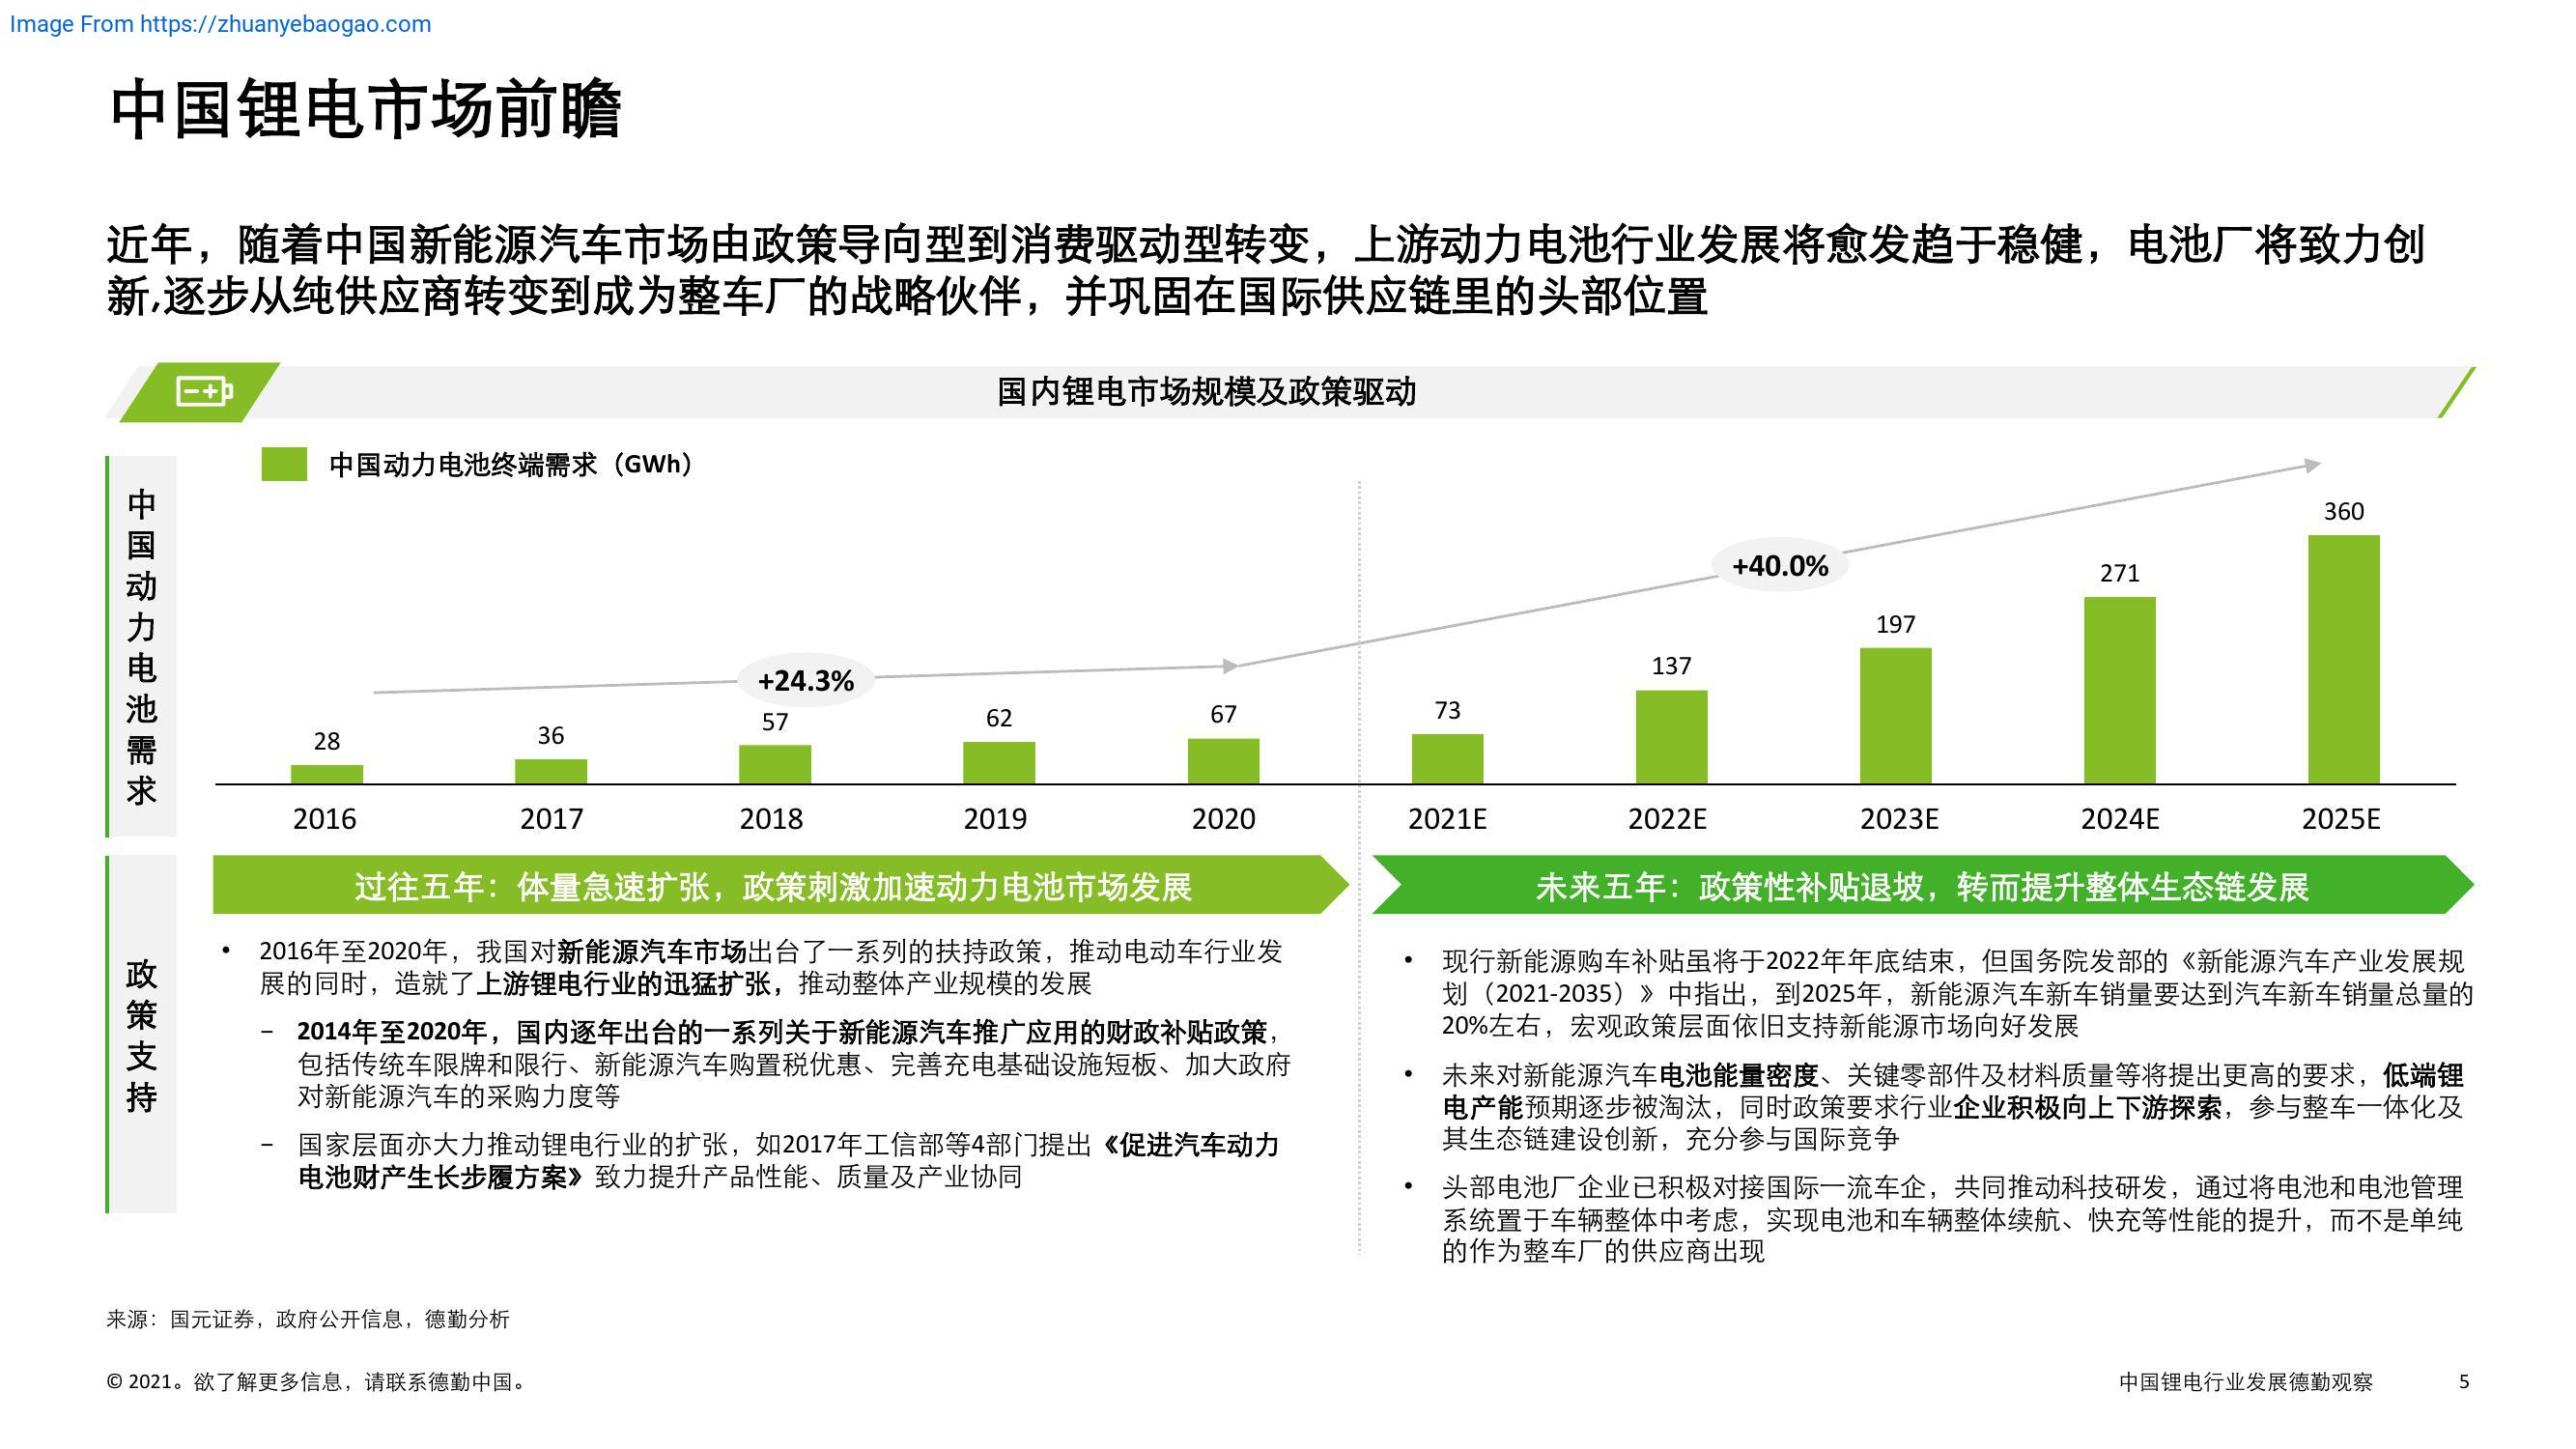 Image From https://zhuanyebaogao.com
中国锂电市场前瞻
近年，随着中国新能源汽车市场由政策导向型到消费驱动型转变，上游动力电池行业发展将愈发趋于稳健，电池厂将致力创
新,逐步从纯供应商转变到成为整车厂的战略伙伴，并巩固在国际供应链里的头部位置
国内锂电市场规模及政策驱动
中国动力电池需求
中国动力电池终端需求（GWh）
+24.3%
+40.0%
28
36
57
62
67
73
137
197
271
360
2016
2017
2018
2019
2020
2021E
2022E
2023E
2024E
2025E
政策支持
过往五年：体量急速扩张，政策刺激加速动力电池市场发展
• 2016年至2020年，我国对新能源汽车市场出台了一系列的扶持政策，推动电动车行业发
展的同时，造就了上游锂电行业的迅猛扩张，推动整体产业规模的发展
– 2014年至2020年，国内逐年出台的一系列关于新能源汽车推广应用的财政补贴政策，
包括传统车限牌和限行、新能源汽车购置税优惠、完善充电基础设施短板、加大政府
对新能源汽车的采购力度等
– 国家层面亦大力推动锂电行业的扩张，如2017年工信部等4部门提出《促进汽车动力
电池财产生长步履方案》致力提升产品性能、质量及产业协同
未来五年：政策性补贴退坡，转而提升整体生态链发展
• 现行新能源购车补贴虽将于2022年年底结束，但国务院发部的《新能源汽车产业发展规
划（2021-2035）》中指出，到2025年，新能源汽车新车销量要达到汽车新车销量总量的
20%左右，宏观政策层面依旧支持新能源市场向好发展
• 未来对新能源汽车电池能量密度、关键零部件及材料质量等将提出更高的要求，低端锂
电产能预期逐步被淘汰，同时政策要求行业企业积极向上下游探索，参与整车一体化及
其生态链建设创新，充分参与国际竞争
• 头部电池厂企业已积极对接国际一流车企，共同推动科技研发，通过将电池和电池管理
系统置于车辆整体中考虑，实现电池和车辆整体续航、快充等性能的提升，而不是单纯
的作为整车厂的供应商出现
来源：国元证券，政府公开信息，德勤分析
© 2021。欲了解更多信息，请联系德勤中国。
中国锂电行业发展德勤观察
5